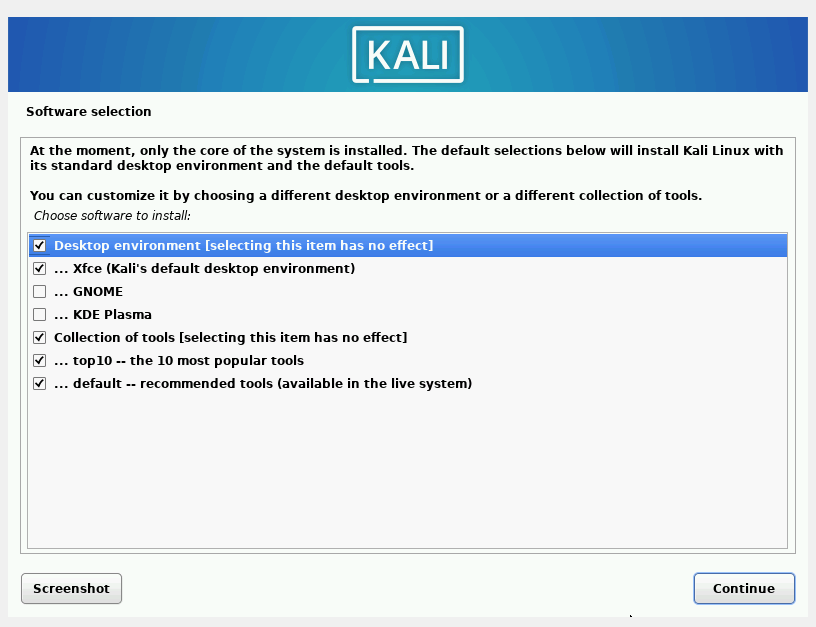 KALI
Software selection
At the moment, only the core of the system is installed. The default selections below will install Kali Linux with
its standard desktop environment and the default tools.
You can customize it by choosing a different desktop environment or a different collection of tools.
Choose software to install:
Desktop environment [selecting this item has no effect]
... Xfce (Kali's default desktop environment)
... GNOME
... KDE Plasma
Collection of tools [selecting this item has no effect]
... top10 -- the 10 most popular tools
... default -- recommended tools (available in the live system)
Screenshot
Continue